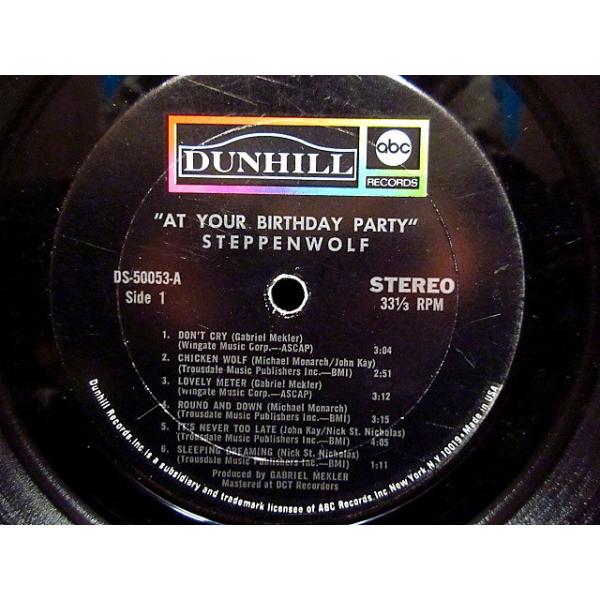 DUNHILL
abc
RECORDS
"AT YOUR BIRTHDAY PARTY"
STEPPENWOLF
DS-50053-A
Side 1
STEREO
33⅓ RPM
1. DON'T CRY (Gabriel Mekler)
(Wingate Music Corp.—ASCAP) 3:04
2. CHICKEN WOLF (Michael Monarch/John Kay)
(Trousdale Music Publishers Inc.—BMI) 2:51
3. LOVELY METER (Gabriel Mekler)
(Wingate Music Corp.—ASCAP) 3:12
4. ROUND AND DOWN (Michael Monarch)
(Trousdale Music Publishers Inc.—BMI) 3:15
5. IT'S NEVER TOO LATE (John Kay/Nick St. Nicholas)
(Trousdale Music Publishers Inc.—BMI) 4:05
6. SLEEPING DREAMING (Nick St. Nicholas)
(Trousdale Music Publishers Inc.—BMI) 1:11
Produced by GABRIEL MEKLER
Mastered at DCT Recorders
Dunhill Records Inc is a subsidiary and trademark licensee of ABC Records, Inc. New York, N.Y. 10019 • Made in USA.